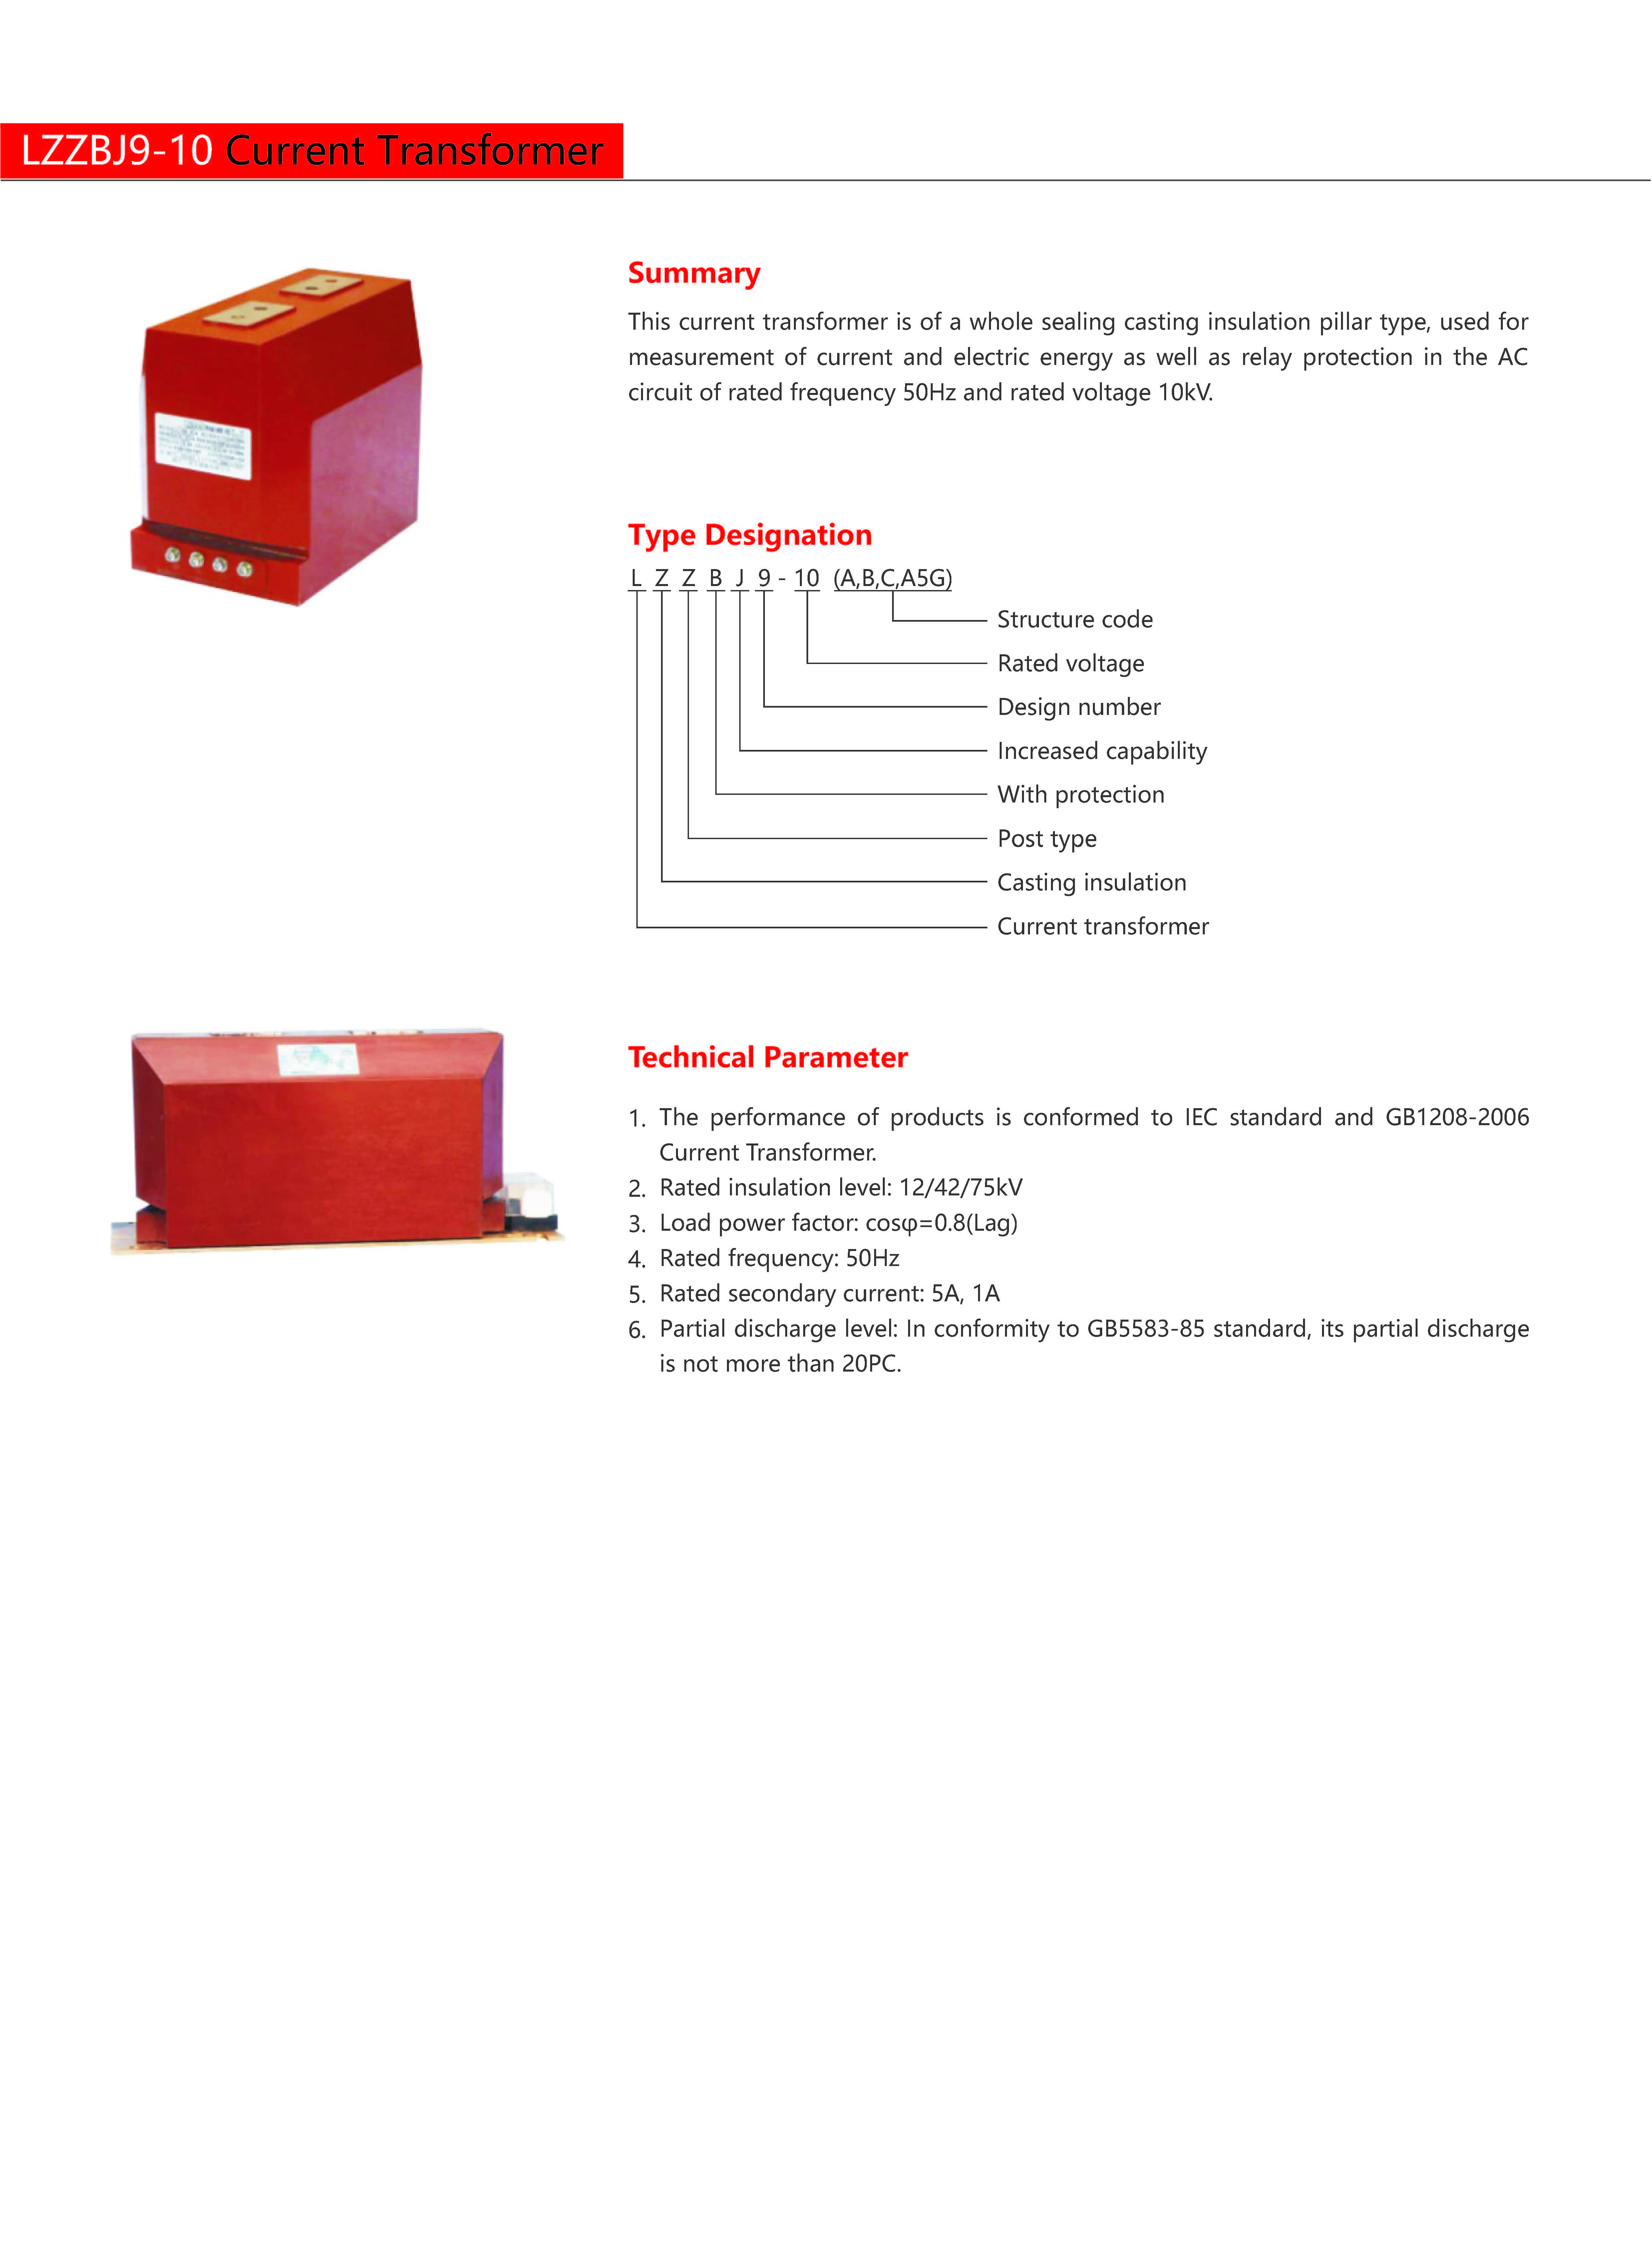 LZZBJ9-10 Current Transformer
Summary
This current transformer is of a whole sealing casting insulation pillar type, used for
measurement of current and electric energy as well as relay protection in the AC
circuit of rated frequency 50Hz and rated voltage 10kV.
Type Designation
L Z Z B J 9 - 10 (A,B,C,A5G)
Structure code
Rated voltage
Design number
Increased capability
With protection
Post type
Casting insulation
Current transformer
Technical Parameter
1. The performance of products is conformed to IEC standard and GB1208-2006
Current Transformer.
2. Rated insulation level: 12/42/75kV
3. Load power factor: cosφ=0.8(Lag)
4. Rated frequency: 50Hz
5. Rated secondary current: 5A, 1A
6. Partial discharge level: In conformity to GB5583-85 standard, its partial discharge
is not more than 20PC.